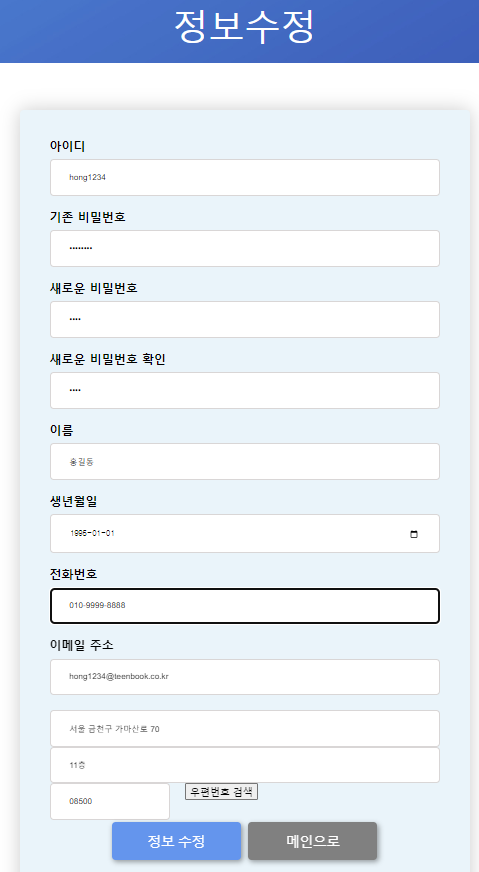 정보수정
아이디
hong1234
기존 비밀번호
••••••••
새로운 비밀번호
••••
새로운 비밀번호 확인
••••
이름
홍길동
생년월일
1995-01-01
전화번호
010-9999-8888
이메일 주소
hong1234@teenbook.co.kr
서울 금천구 가마산로 70
11층
08500 우편번호 검색
정보 수정 메인으로